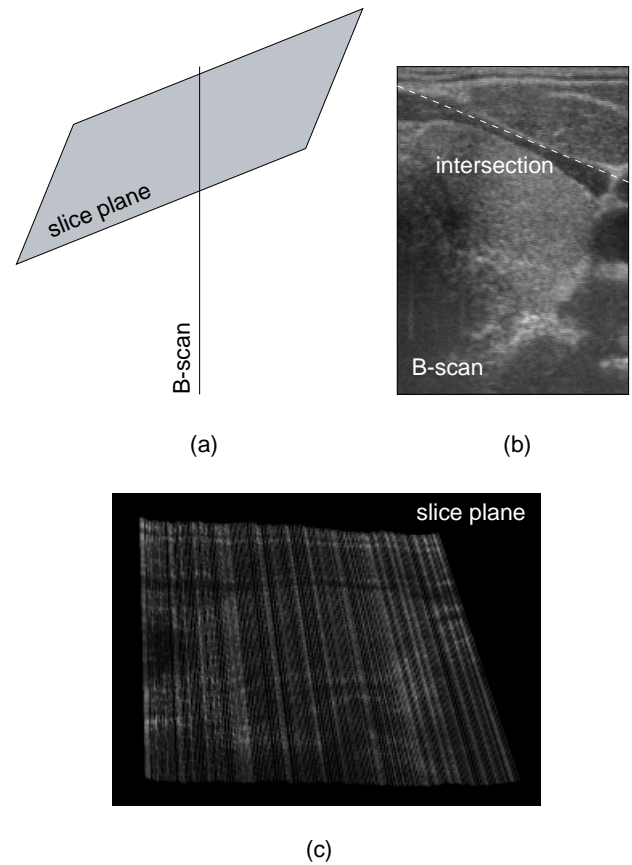 slice plane
B-scan
intersection
B-scan
(a)
(b)
slice plane
(c)